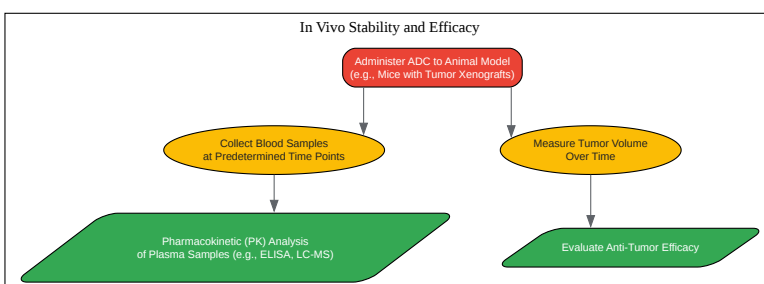 In Vivo Stability and Efficacy
Administer ADC to Animal Model
(e.g., Mice with Tumor Xenografts)
Collect Blood Samples
at Predetermined Time Points
Measure Tumor Volume
Over Time
Pharmacokinetic (PK) Analysis
of Plasma Samples (e.g., ELISA, LC-MS)
Evaluate Anti-Tumor Efficacy